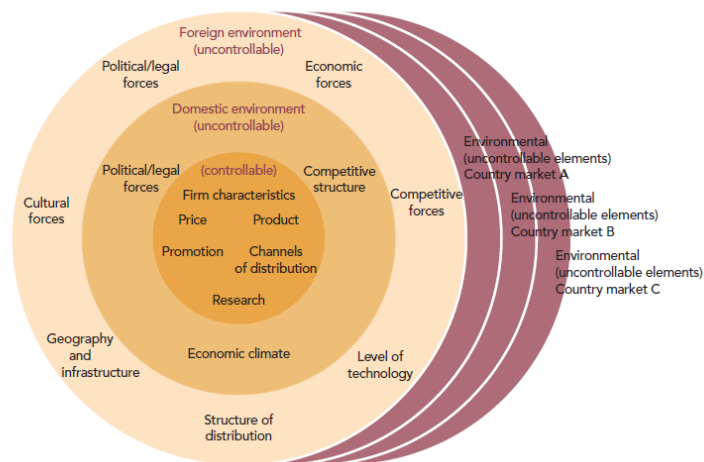 Foreign environment
(uncontrollable)
Political/legal
forces
Economic
forces
Domestic environment
(uncontrollable)
Political/legal
forces
(controllable)
Competitive
structure
Firm characteristics
Price
Product
Promotion
Channels
of distribution
Research
Cultural
forces
Competitive
forces
Environmental
(uncontrollable elements)
Country market A
Environmental
(uncontrollable elements)
Country market B
Environmental
(uncontrollable elements)
Country market C
Geography
and
infrastructure
Economic climate
Level of
technology
Structure of
distribution